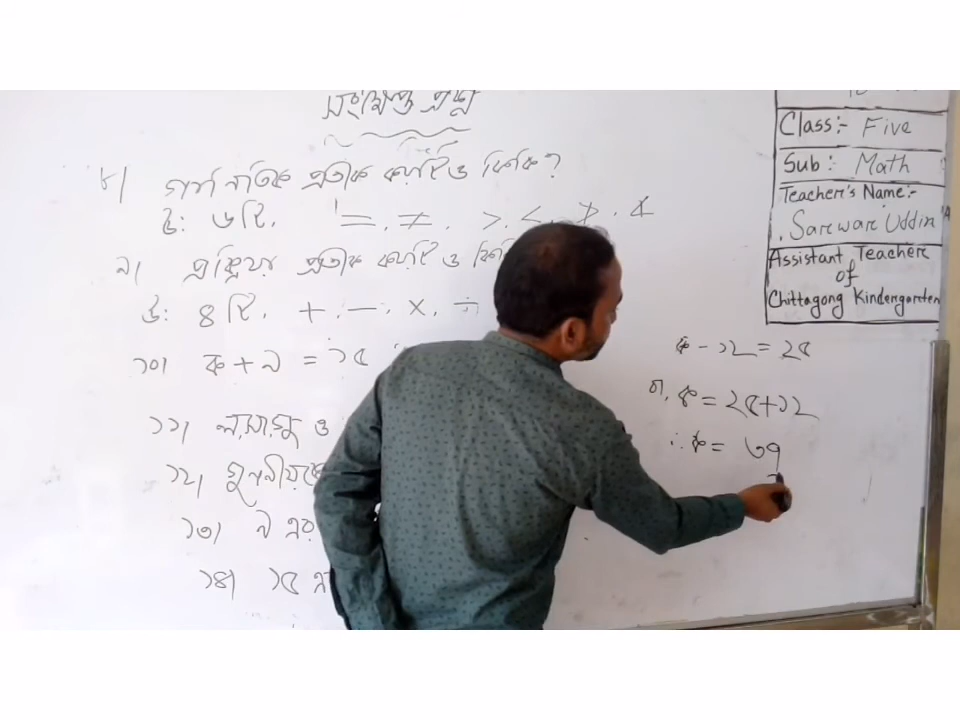 সংক্ষিপ্ত প্রশ্ন
৮। প্রতীক কয়টি ও কি কি?
উ: ৬টি. =. ≠. >. <. ≯. ≮
৯। প্রক্রিয়া প্রতীক কয়টি ও কি
উ: ৪টি. +. −. ×. ÷
১০। ক + ৯ = ১৫
১১। ল,সা,গু ও
১২। গুণনীয়ক
১৩। ৯ এর
১৪। ১৫
ক - ১২ = ২৫
বা, ক = ২৫+১২
∴ ক = ৩৭
Class:- Five
Sub: Math
Teacher's Name:-
Sarwar Uddin
Assistant Teacher
of
Chittagong Kindergarten